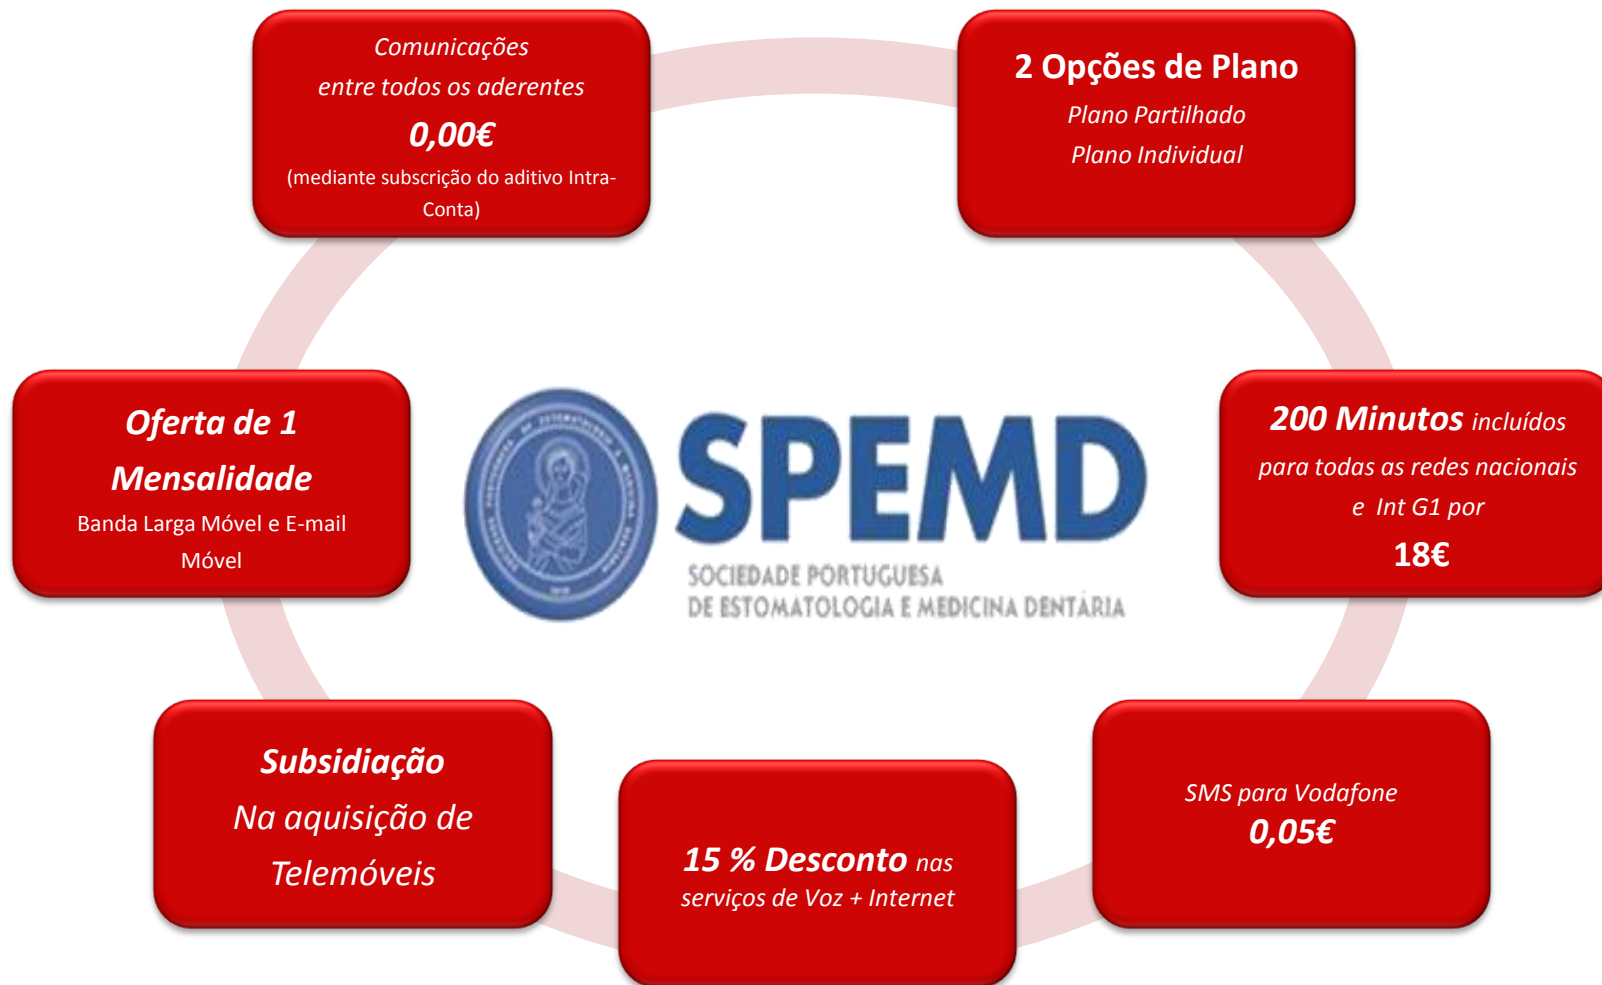 Comunicações
entre todos os aderentes
0,00€
(mediante subscrição do aditivo Intra-
Conta)
2 Opções de Plano
Plano Partilhado
Plano Individual
Oferta de 1
Mensalidade
Banda Larga Móvel e E-mail
Móvel
SPEMD
SOCIEDADE PORTUGUESA
DE ESTOMATOLOGIA E MEDICINA DENTÁRIA
200 Minutos incluídos
para todas as redes nacionais
e Int G1 por
18€
Subsidiação
Na aquisição de
Telemóveis
15 % Desconto nas
serviços de Voz + Internet
SMS para Vodafone
0,05€